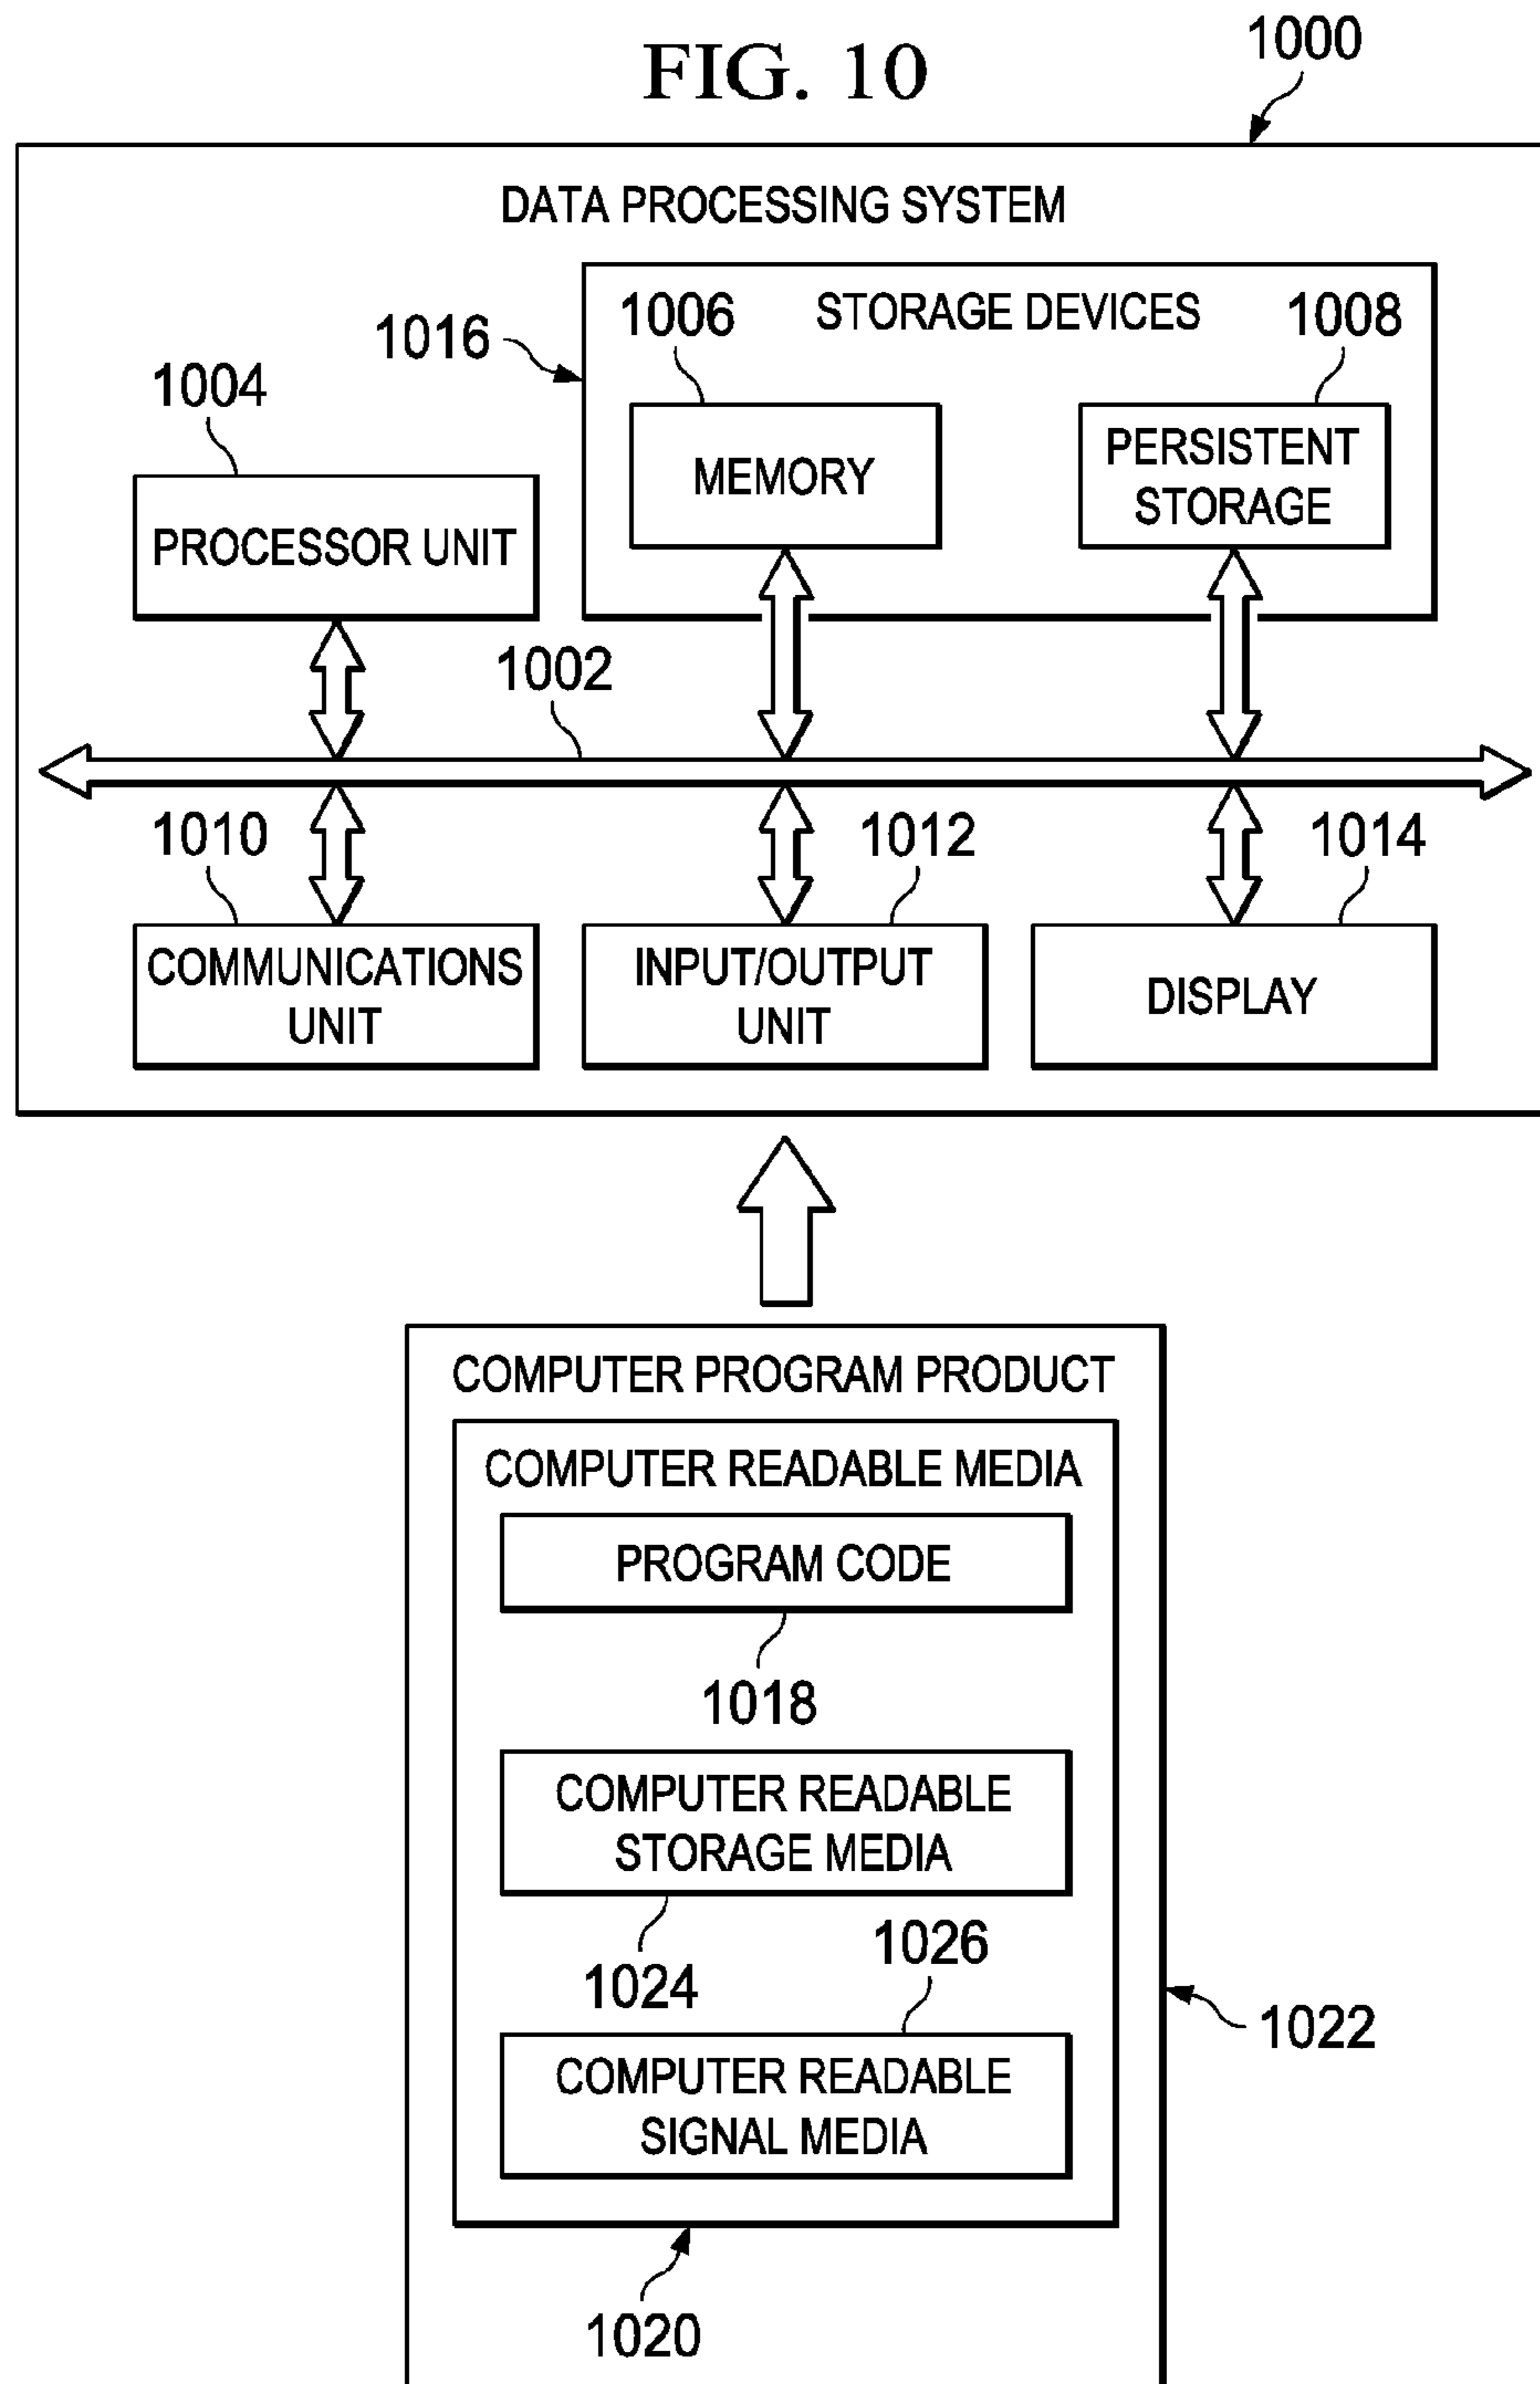 FIG. 10
1000
DATA PROCESSING SYSTEM
STORAGE DEVICES
1006
1008
1016
1004
MEMORY
PERSISTENT
STORAGE
PROCESSOR UNIT
1002
1010
1012
1014
COMMUNICATIONS
UNIT
INPUT/OUTPUT
UNIT
DISPLAY
COMPUTER PROGRAM PRODUCT
COMPUTER READABLE MEDIA
PROGRAM CODE
1018
COMPUTER READABLE
STORAGE MEDIA
1024
1026
COMPUTER READABLE
SIGNAL MEDIA
1022
1020